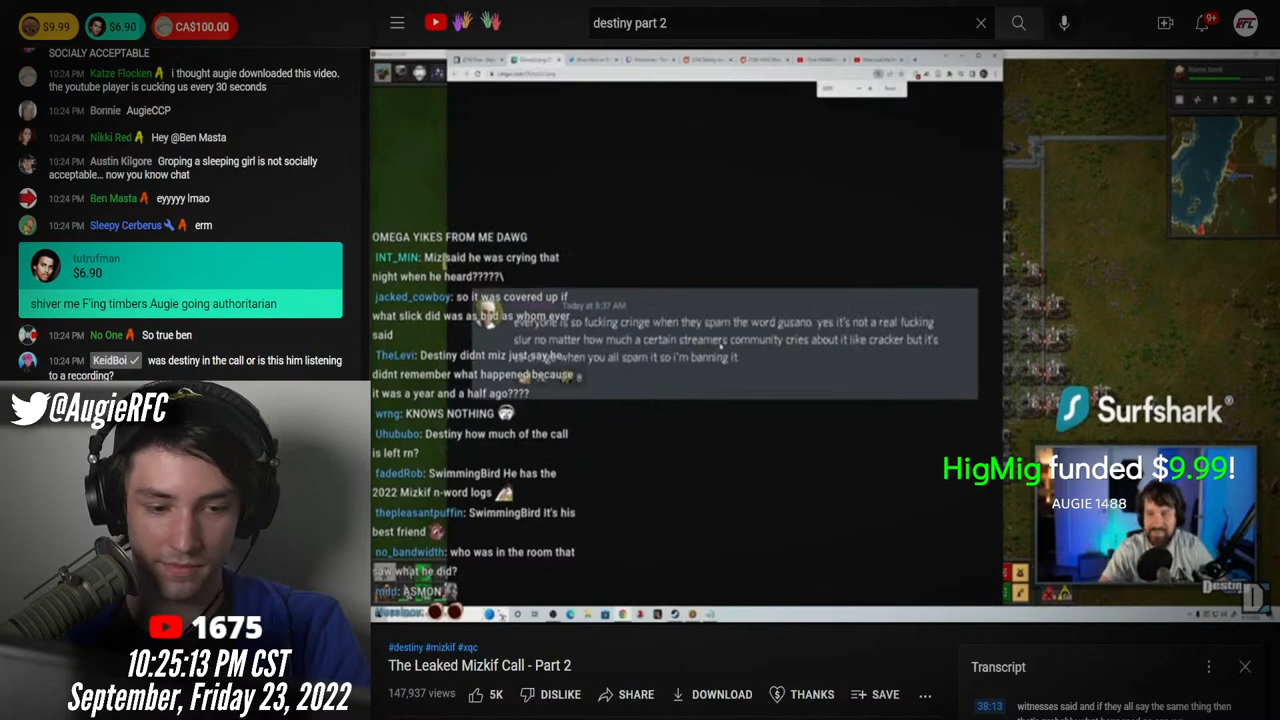 $9.99
$6.90
CA$100.00
SOCIALY ACCEPTABLE
10:24 PM Katze Flocken i thought augie downloaded this video.
the youtube player is cucking us every 30 seconds
10:24 PM Bonnie AugieCCP
10:24 PM Nikki Red Hey @Ben Masta
10:24 PM Austin Kilgore Groping a sleeping girl is not socially
acceptable... now you know chat
10:24 PM Ben Masta eyyyyy lmao
10:24 PM Sleepy Cerberus erm
tutrufman
$6.90
shiver me F'ing timbers Augie going authoritarian
10:24 PM No One So true ben
10:24 PM KeidBoi was destiny in the call or is this him listening
to a recording?
@AugieRFC
1675
10:25:13 PM CST
September, Friday 23, 2022
destiny part 2
9+
RFC
OMEGA YIKES FROM ME DAWG
INT_MIN: Miz said he was crying that
night when he heard?????\
jacked_cowboy: so it was covered up if
what slick did was as bad as whom ever
said
TheLevi: Destiny didnt miz just say he
didnt remember what happened because
it was a year and a half ago????
wrng: KNOWS NOTHING
Uhububo: Destiny how much of the call
is left rn?
fadedRob: SwimmingBird He has the
2022 Mizkif n-word logs
thepleasantpuffin: SwimmingBird It's his
best friend
no_bandwidth: who was in the room that
saw what he did?
mdd: ASMON
Today at 9:37 AM
everyone is so fucking cringe when they spam the word gusano. yes it's not a real fucking
slur no matter how much a certain streamers community cries about it like cracker but it's
when you all spam it so i'm banning it
8
Surfshark®
HigMig funded $9.99!
AUGIE 1488
Destin
D
#destiny #mizkif #xqc
The Leaked Mizkif Call - Part 2
147,937 views
5K
DISLIKE
SHARE
DOWNLOAD
THANKS
SAVE
Transcript
38:13 witnesses said and if they all say the same thing then